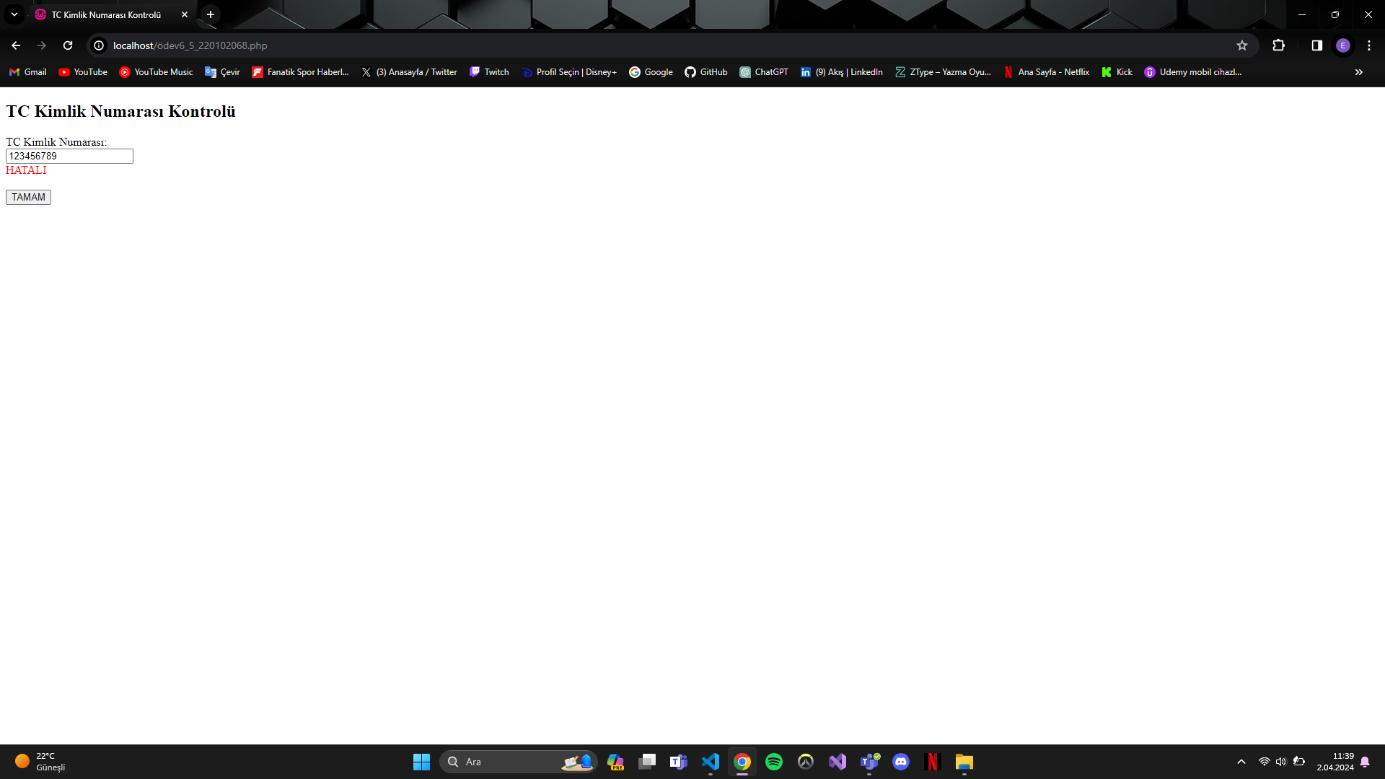 TC Kimlik Numarası Kontrolü
localhost/ödev6_5_220102068.php
E
Gmail YouTube YouTube Music Çevir Fanatik Spor Haberl... (3) Anasayfa / Twitter Twitch Profil Seçin | Disney+ Google GitHub ChatGPT (9) Akış | LinkedIn ZType – Yazma Oyu... Ana Sayfa - Netflix Kick Udemy mobil cihazl...
TC Kimlik Numarası Kontrolü
TC Kimlik Numarası:
123456789
HATALI
TAMAM
22°C
Güneşli
Ara
11:39
2.04.2024